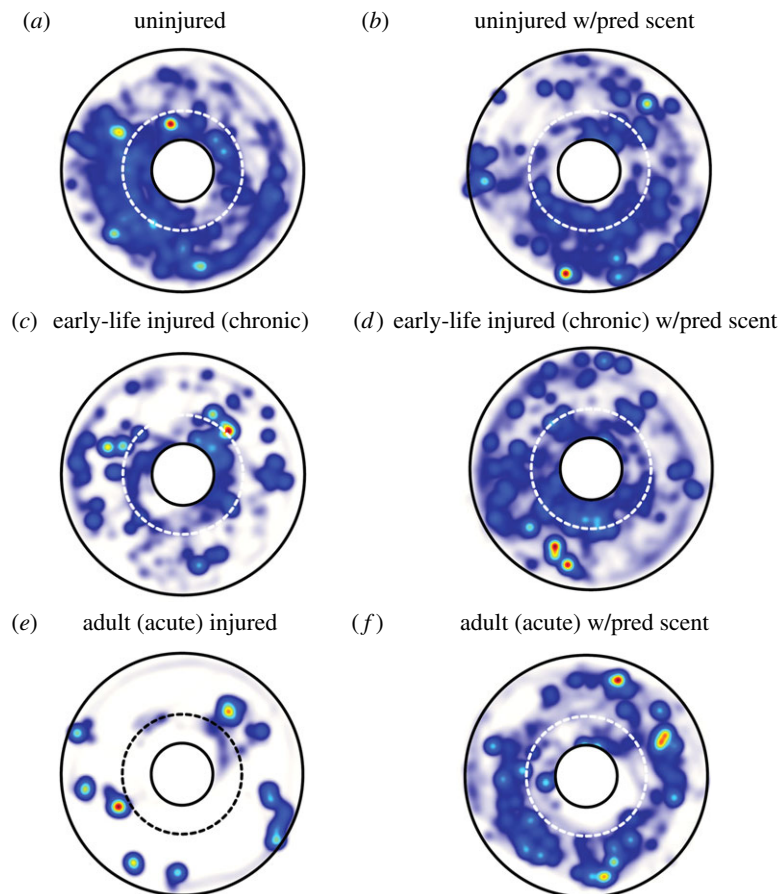 (a) uninjured
(b) uninjured w/pred scent
(c) early-life injured (chronic)
(d) early-life injured (chronic) w/pred scent
(e) adult (acute) injured
(f) adult (acute) w/pred scent